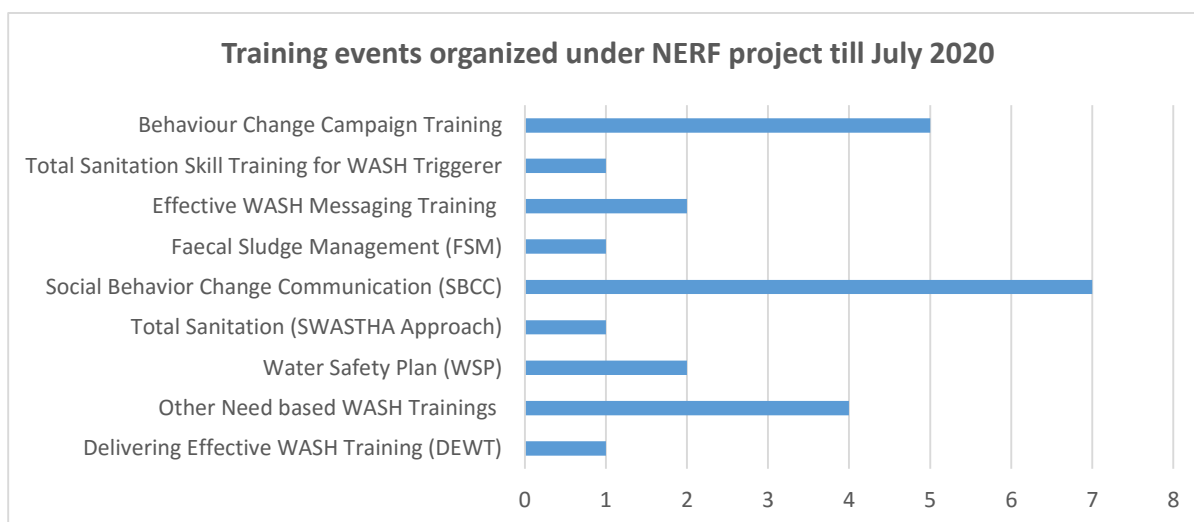 Training events organized under NERF project till July 2020
Behaviour Change Campaign Training
Total Sanitation Skill Training for WASH Triggerer
Effective WASH Messaging Training
Faecal Sludge Management (FSM)
Social Behavior Change Communication (SBCC)
Total Sanitation (SWASTHA Approach)
Water Safety Plan (WSP)
Other Need based WASH Trainings
Delivering Effective WASH Training (DEWT)
0 1 2 3 4 5 6 7 8